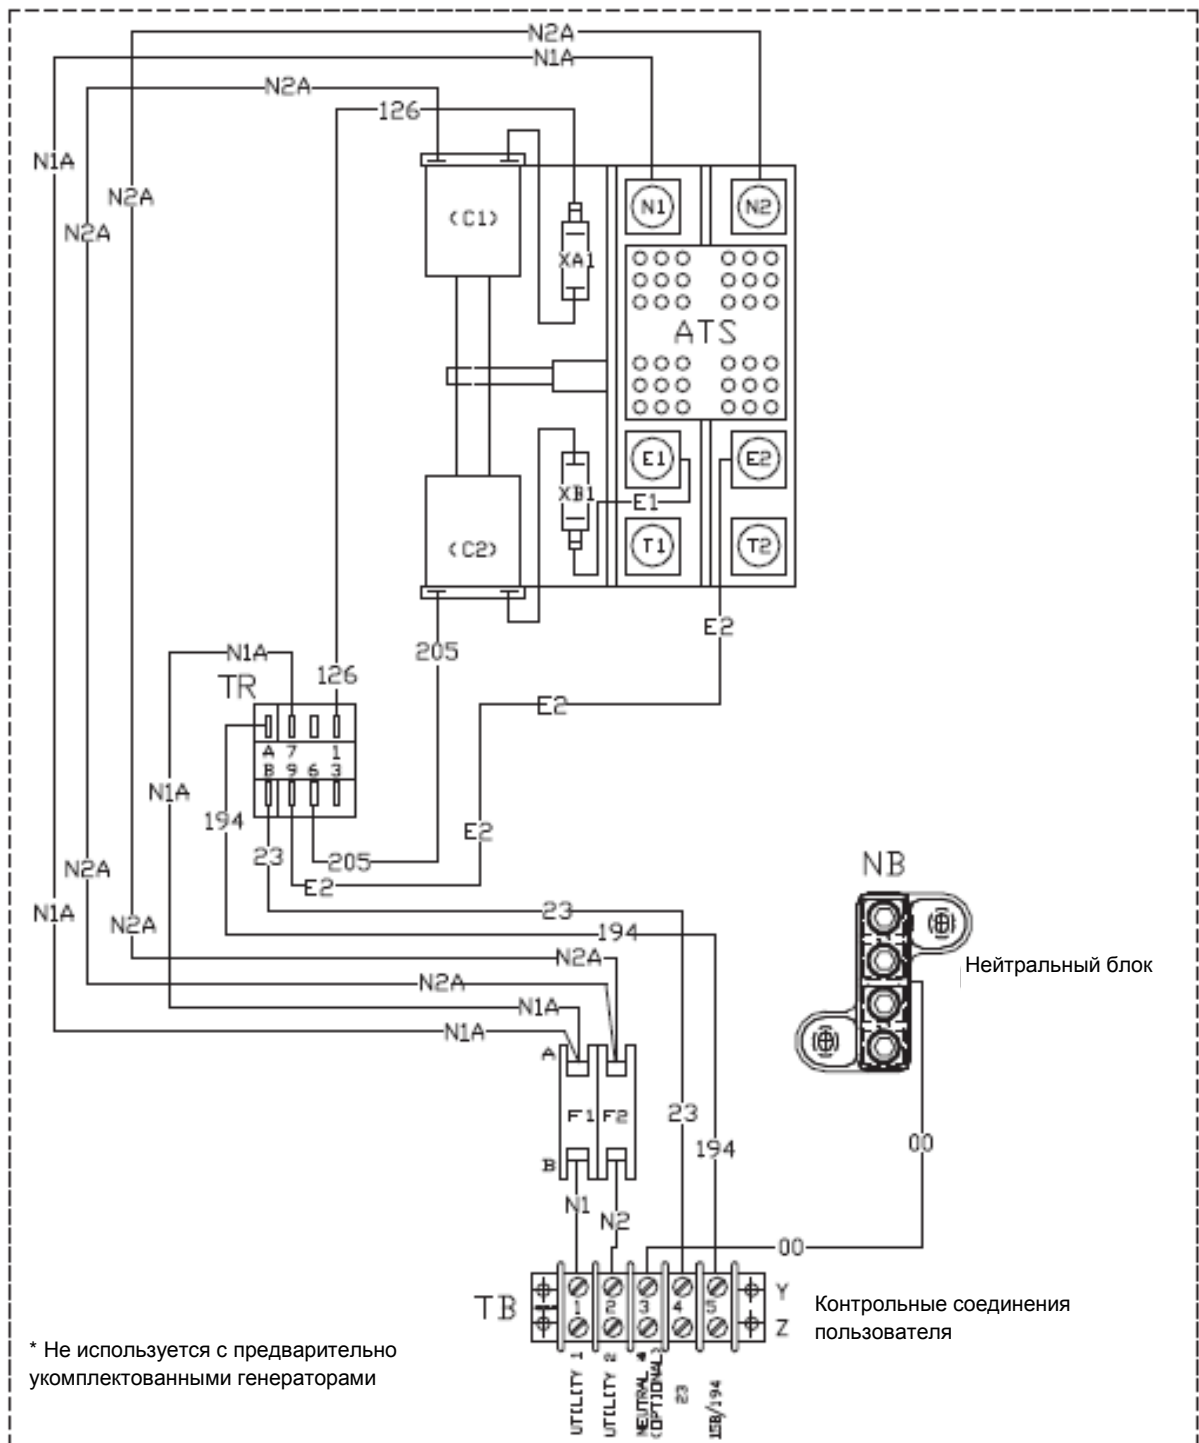 N2A
N1A
N2A
126
N1A
N2A
N2A
(C1)
XA1
N1
N2
ATS
E1
E2
XB1
E1
(C2)
T1
T2
E2
205
N1A
126
TR
E2
A 7 1
B 9 6 3
N1A
194
E2
23
205
N2A
E2
NB
N1A
23
N2A
194
N2A
Нейтральный блок
N2A
N1A
N1A
A
F1 F2
23
00
194
B
N1
N2
00
Y
TB
1 2 3 4 5
Z
Контрольные соединения
пользователя
* Не используется с предварительно
укомплектованными генераторами
UTILITY 1
UTILITY 2
NEUTRAL *
(OPTIONAL)
23
15B/194